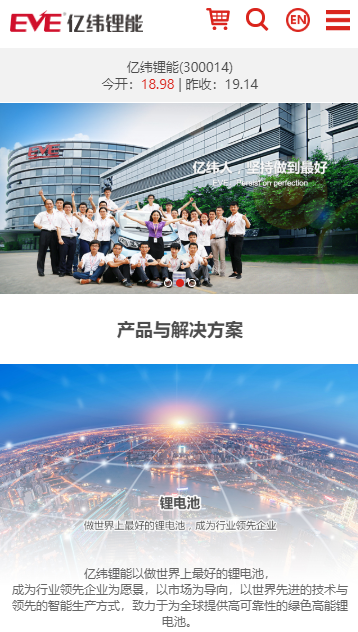 EVE 亿纬锂能
EN
亿纬锂能(300014)
今开：18.98 | 昨收：19.14
EVE
亿纬人，坚持做到最好
Eve, Persist on perfection
产品与解决方案
锂电池
做世界上最好的锂电池，成为行业领先企业
亿纬锂能以做世界上最好的锂电池，
成为行业领先企业为愿景，以市场为导向，以世界先进的技术与
领先的智能生产方式，致力于为全球提供高可靠性的绿色高能锂
电池。